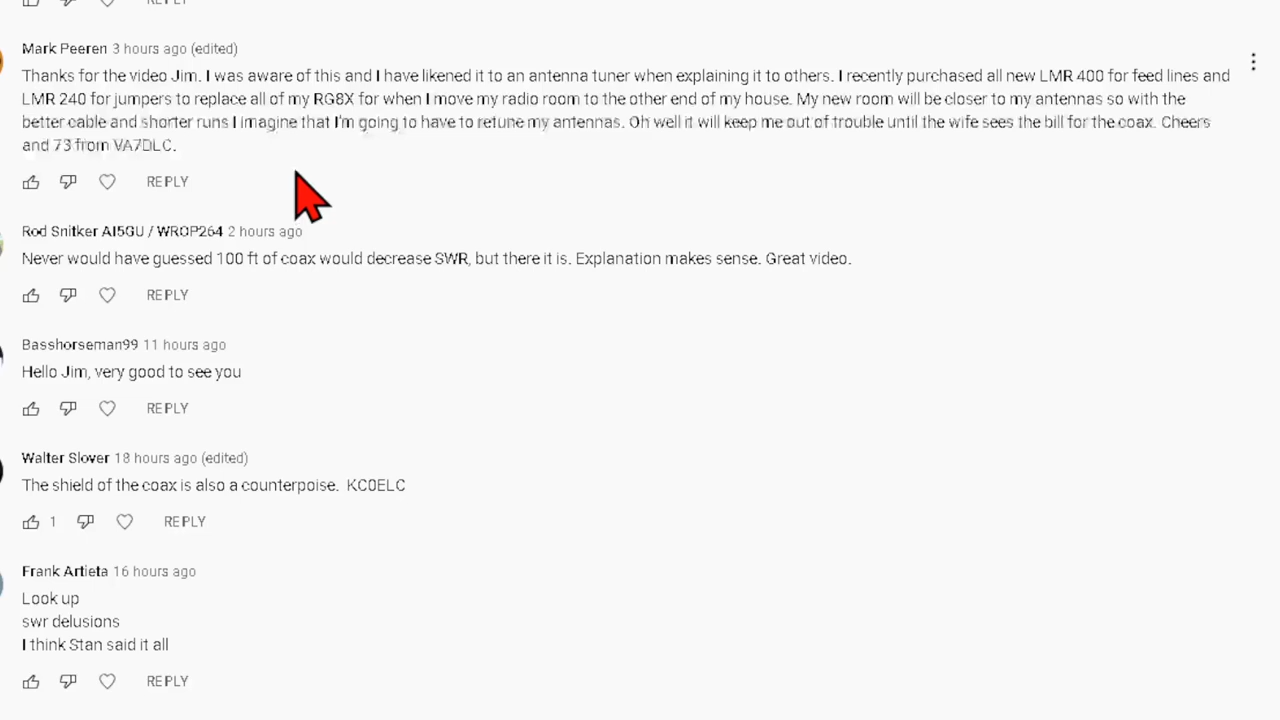 REPLY
Mark Peeren 3 hours ago (edited)
Thanks for the video Jim. I was aware of this and I have likened it to an antenna tuner when explaining it to others. I recently purchased all new LMR 400 for feed lines and
LMR 240 for jumpers to replace all of my RG8X for when I move my radio room to the other end of my house. My new room will be closer to my antennas so with the
better cable and shorter runs I imagine that I'm going to have to retune my antennas. Oh well it will keep me out of trouble until the wife sees the bill for the coax. Cheers
and 73 from VA7DLC.
REPLY
Rod Snitker AI5GU / WROP264 2 hours ago
Never would have guessed 100 ft of coax would decrease SWR, but there it is. Explanation makes sense. Great video.
REPLY
Basshorseman99 11 hours ago
Hello Jim, very good to see you
REPLY
Walter Slover 18 hours ago (edited)
The shield of the coax is also a counterpoise. KC0ELC
1 REPLY
Frank Artieta 16 hours ago
Look up
swr delusions
I think Stan said it all
REPLY